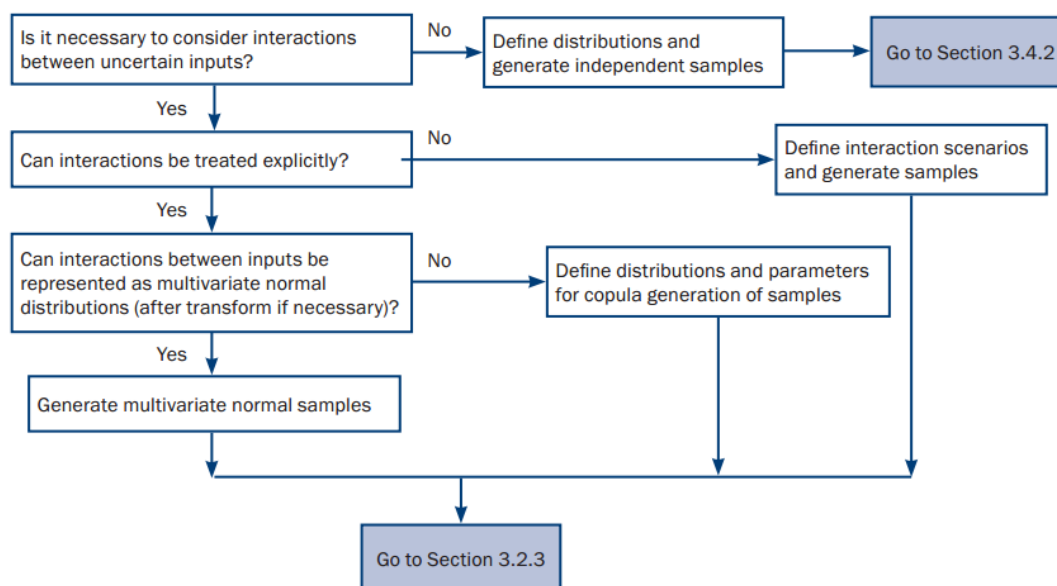 Is it necessary to consider interactions
between uncertain inputs?
No
Define distributions and
generate independent samples
Go to Section 3.4.2
Yes
Can interactions be treated explicitly?
No
Define interaction scenarios
and generate samples
Yes
Can interactions between inputs be
represented as multivariate normal
distributions (after transform if necessary)?
No
Define distributions and parameters
for copula generation of samples
Yes
Generate multivariate normal samples
Go to Section 3.2.3